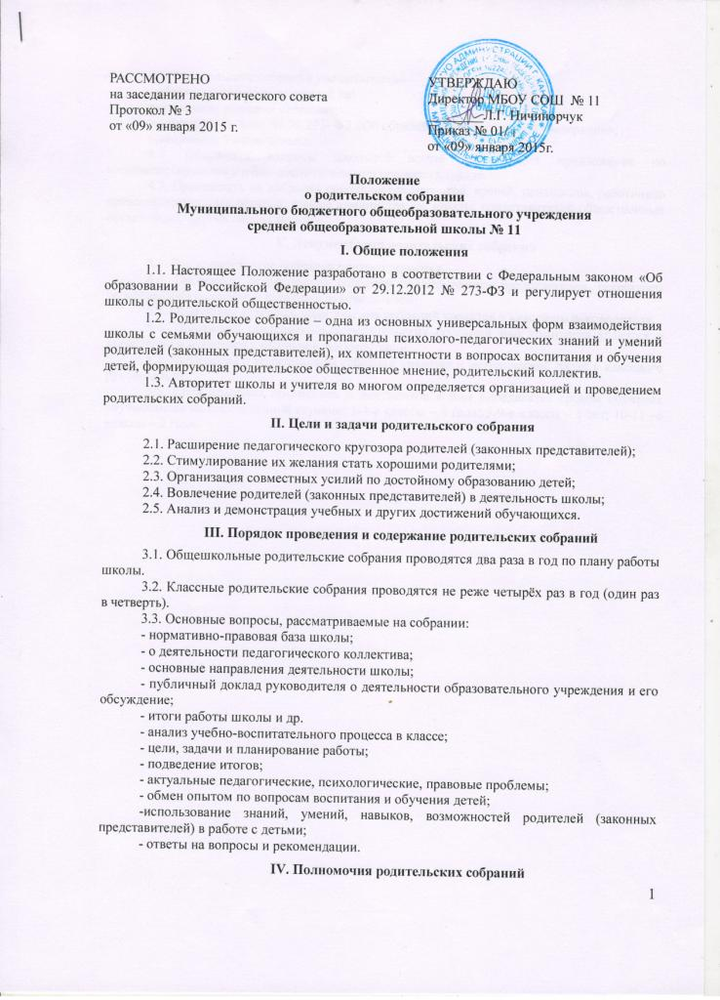 РАССМОТРЕНО
на заседании педагогического совета
Протокол № 3
от «09» января 2015 г.
УТВЕРЖДАЮ
Директор МБОУ СОШ № 11
Л.Г. Ничипорчук
Приказ № 01/
от «09» января 2015г.
Положение
о родительском собрании
Муниципального бюджетного общеобразовательного учреждения
средней общеобразовательной школы № 11
I. Общие положения
1.1. Настоящее Положение разработано в соответствии с Федеральным законом «Об
образовании в Российской Федерации» от 29.12.2012 № 273-ФЗ и регулирует отношения
школы с родительской общественностью.
1.2. Родительское собрание – одна из основных универсальных форм взаимодействия
школы с семьями обучающихся и пропаганды психолого-педагогических знаний и умений
родителей (законных представителей), их компетентности в вопросах воспитания и обучения
детей, формирующая родительское общественное мнение, родительский коллектив.
1.3. Авторитет школы и учителя во многом определяется организацией и проведением
родительских собраний.
II. Цели и задачи родительского собрания
2.1. Расширение педагогического кругозора родителей (законных представителей);
2.2. Стимулирование их желания стать хорошими родителями;
2.3. Организация совместных усилий по достойному образованию детей;
2.4. Вовлечение родителей (законных представителей) в деятельность школы;
2.5. Анализ и демонстрация учебных и других достижений обучающихся.
III. Порядок проведения и содержание родительских собраний
3.1. Общешкольные родительские собрания проводятся два раза в год по плану работы
школы.
3.2. Классные родительские собрания проводятся не реже четырёх раз в год (один раз
в четверть).
3.3. Основные вопросы, рассматриваемые на собрании:
- нормативно-правовая база школы;
- о деятельности педагогического коллектива;
- основные направления деятельности школы;
- публичный доклад руководителя о деятельности образовательного учреждения и его
обсуждение;
- итоги работы школы и др.
- анализ учебно-воспитательного процесса в классе;
- цели, задачи и планирование работы;
- подведение итогов;
- актуальные педагогические, психологические, правовые проблемы;
- обмен опытом по вопросам воспитания и обучения детей;
-использование знаний, умений, навыков, возможностей родителей (законных
представителей) в работе с детьми;
- ответы на вопросы и рекомендации.
IV. Полномочия родительских собраний
1